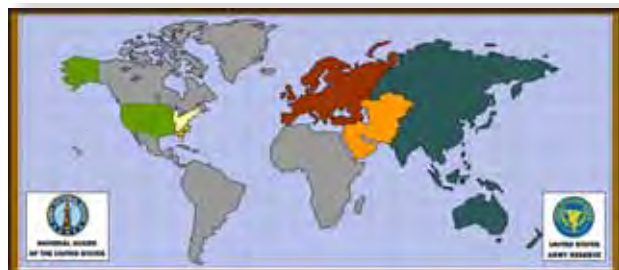 NATIONAL GUARD
OF THE UNITED STATES
UNITED STATES
ARMY RESERVE